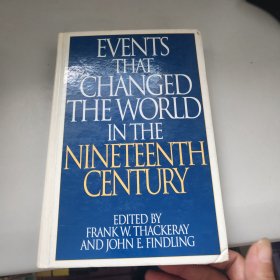 EVENTS
THAT
CHANGED
THE WORLD
IN THE
NINETEENTH
CENTURY
EDITED BY
FRANK W. THACKERAY
AND JOHN E. FINDLING